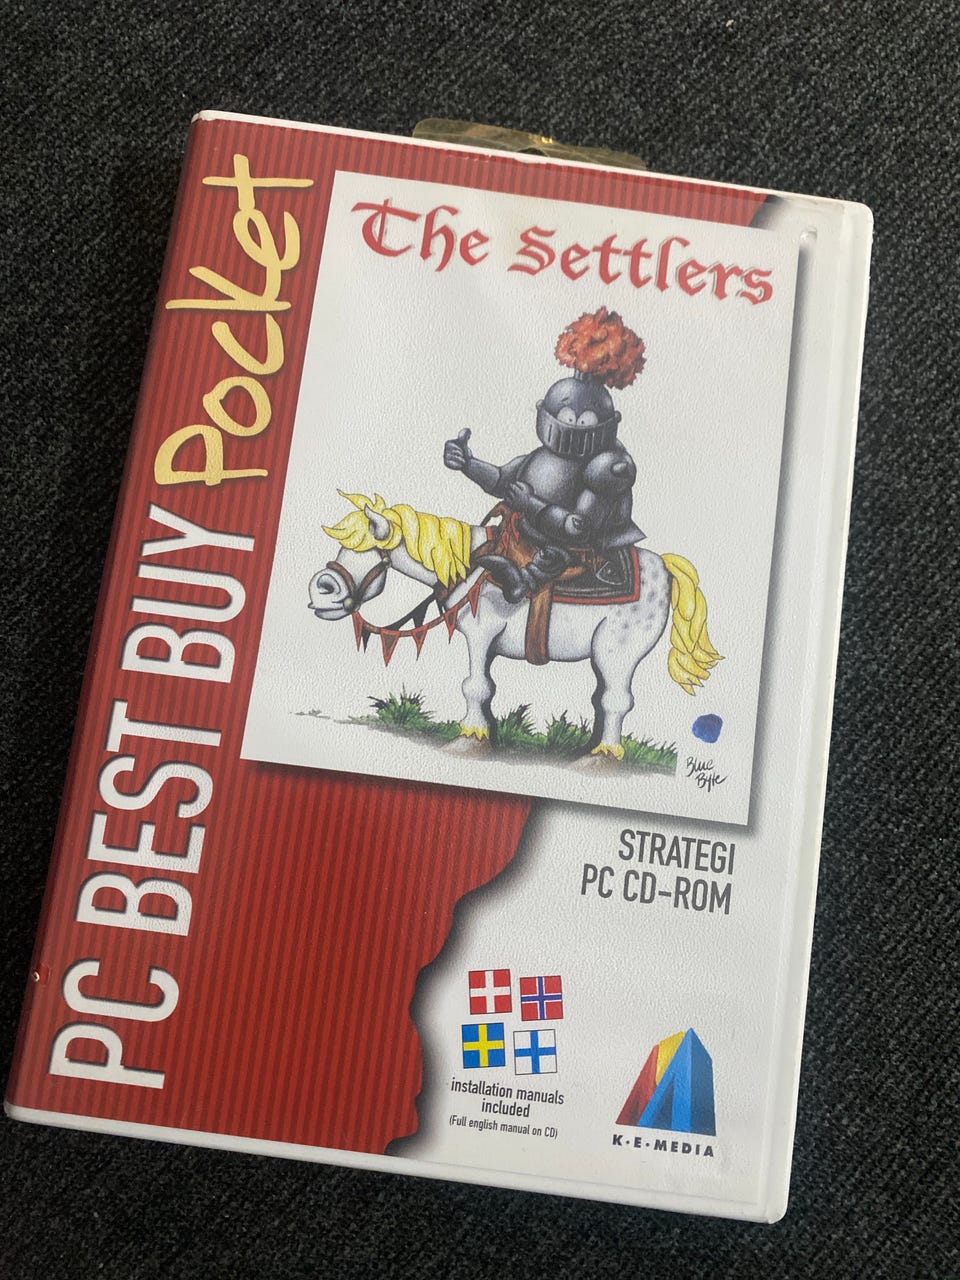 PC BEST BUY Pocket
The Settlers
Blue
Byte
STRATEGI
PC CD-ROM
installation manuals
included
(Full english manual on CD)
K·E·MEDIA